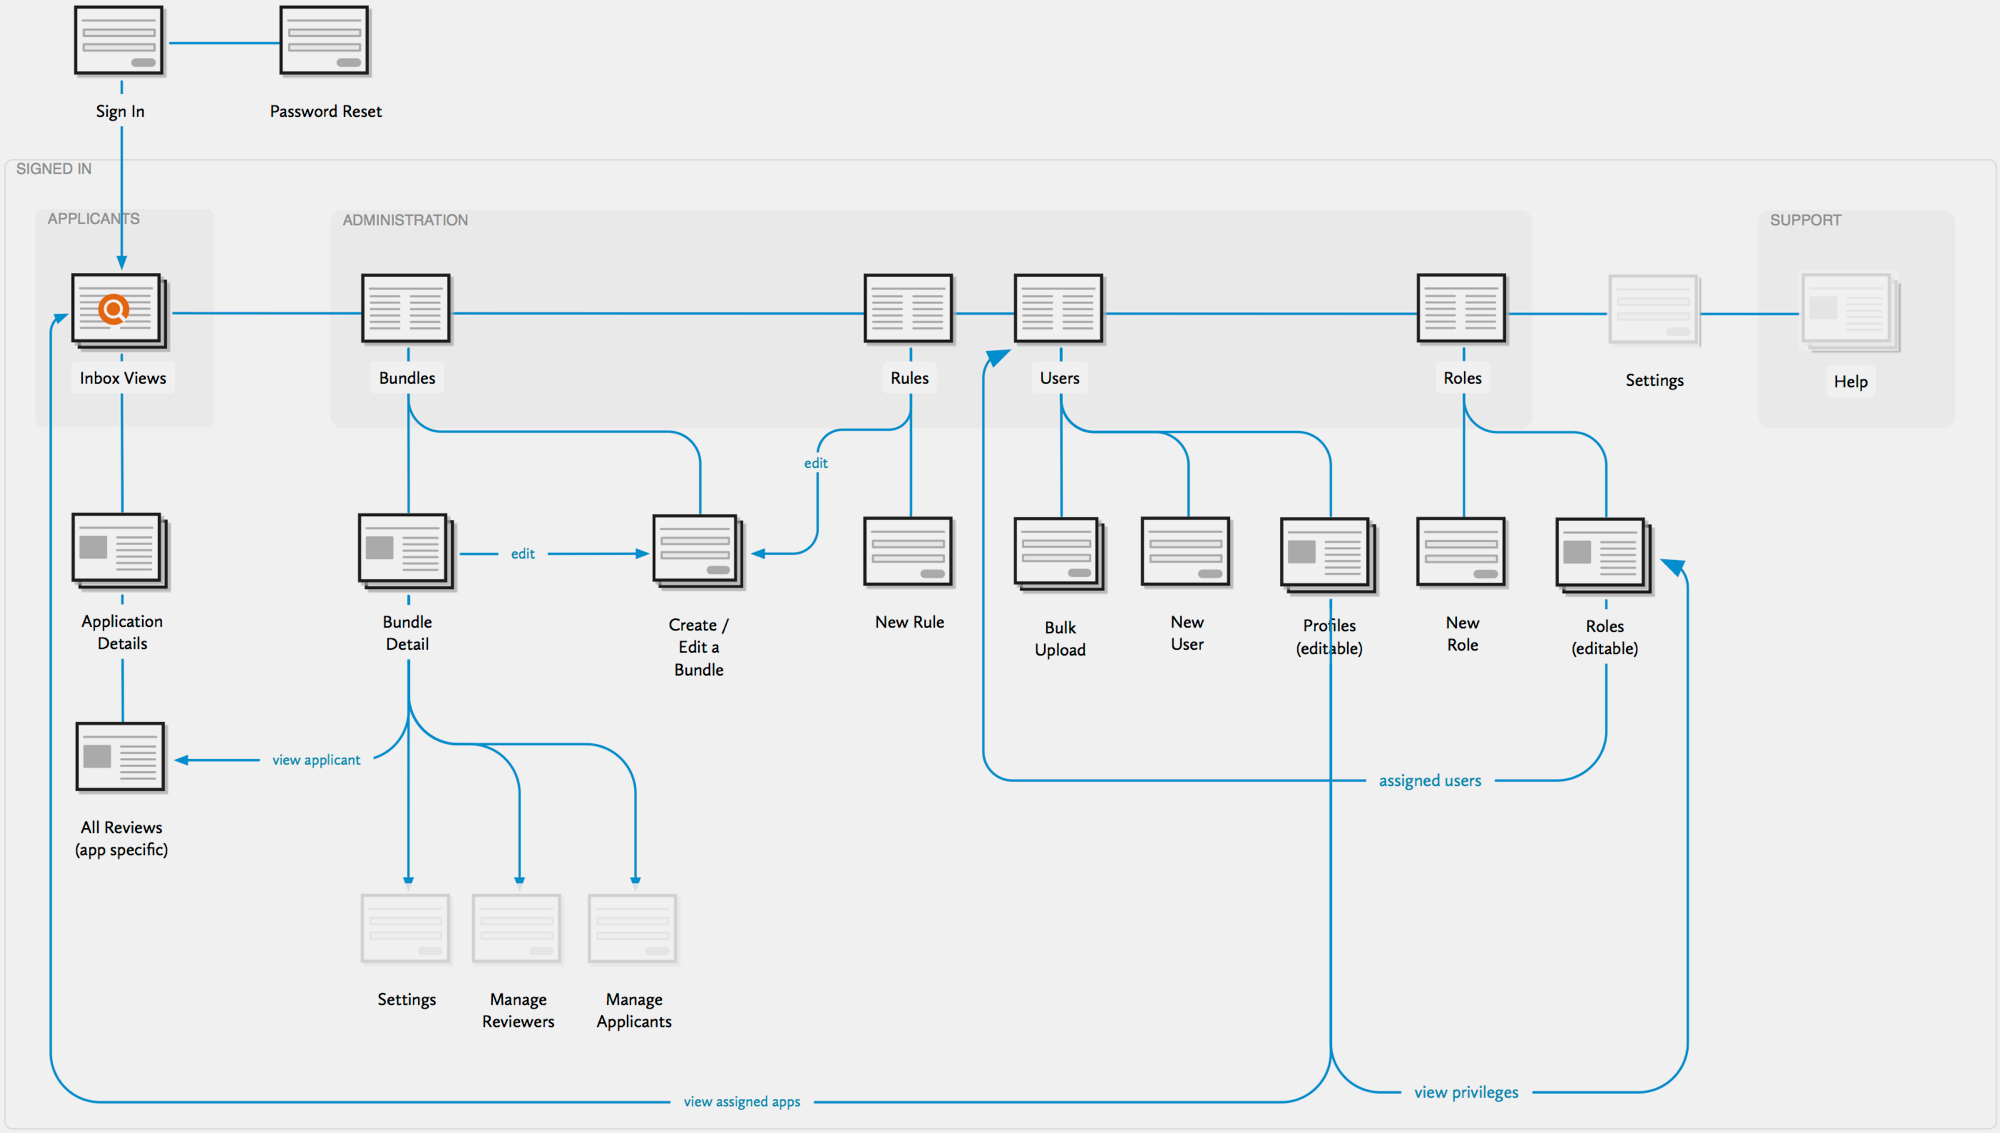 Sign In
Password Reset
SIGNED IN
APPLICANTS
ADMINISTRATION
SUPPORT
Inbox Views
Bundles
Rules
Users
Roles
Settings
Help
edit
edit
Application
Details
Bundle
Detail
Create /
Edit a
Bundle
New Rule
Bulk
Upload
New
User
Profiles
(editable)
New
Role
Roles
(editable)
view applicant
assigned users
All Reviews
(app specific)
Settings
Manage
Reviewers
Manage
Applicants
view assigned apps
view privileges